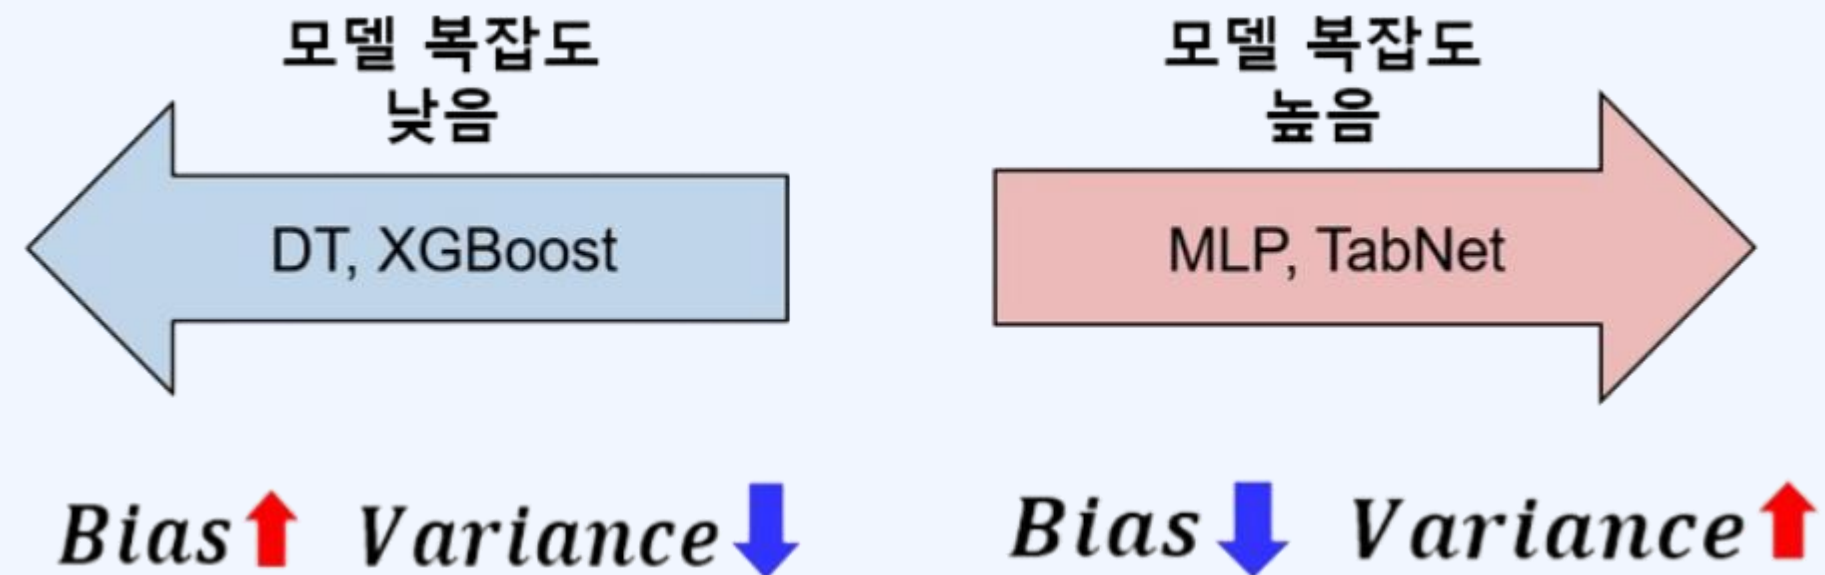 모델 복잡도
낮음
DT, XGBoost
Bias Variance
모델 복잡도
높음
MLP, TabNet
Bias Variance